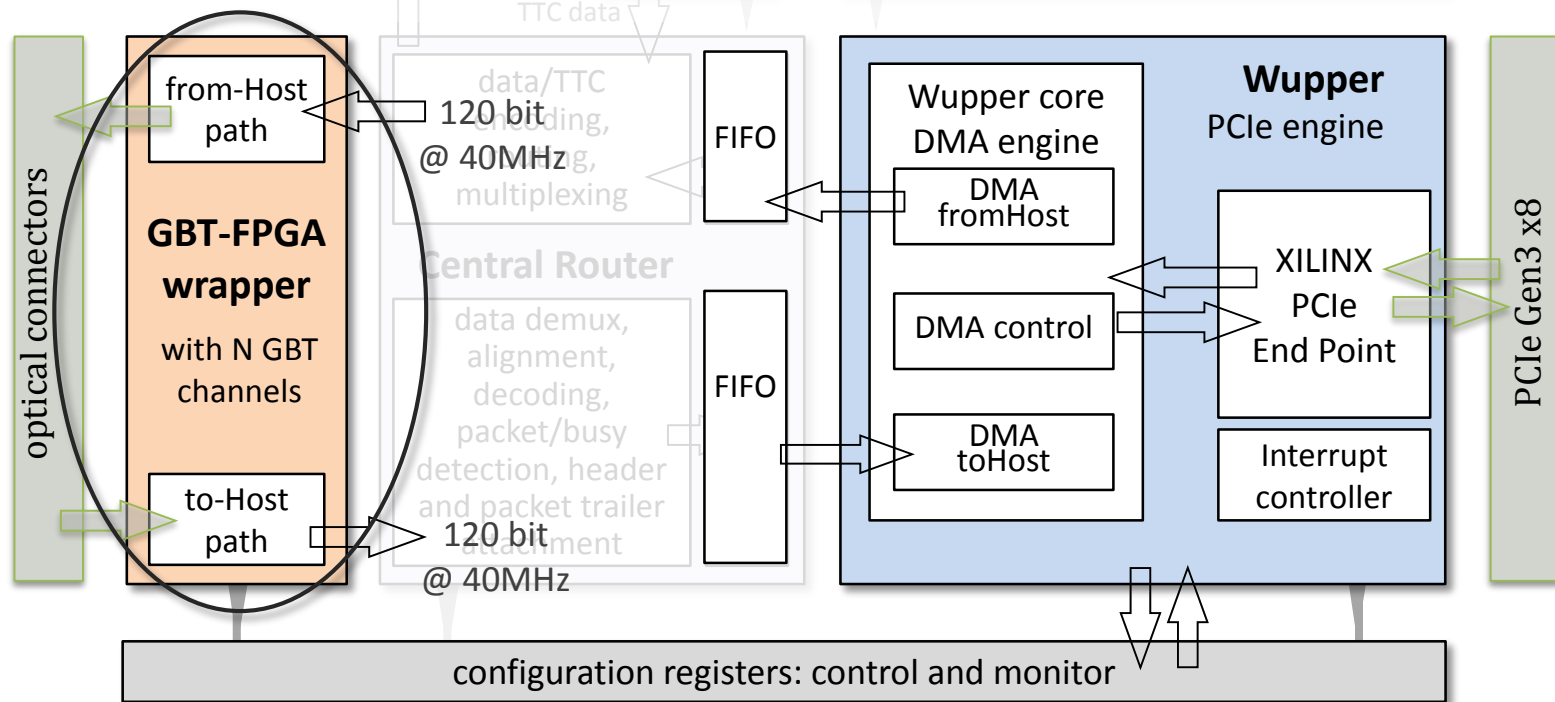 TTC data
optical connectors
from-Host
path
GBT-FPGA
wrapper
with N GBT
channels
to-Host
path
data/TTC
encoding,
routing,
multiplexing
120 bit
@ 40MHz
FIFO
Central Router
data demux,
alignment,
decoding,
packet/busy
detection, header
and packet trailer
attachment
120 bit
@ 40MHz
FIFO
Wupper core
DMA engine
DMA
fromHost
DMA control
DMA
toHost
Wupper
PCIe engine
XILINX
PCIe
End Point
Interrupt
controller
PCIe Gen3 x8
configuration registers: control and monitor